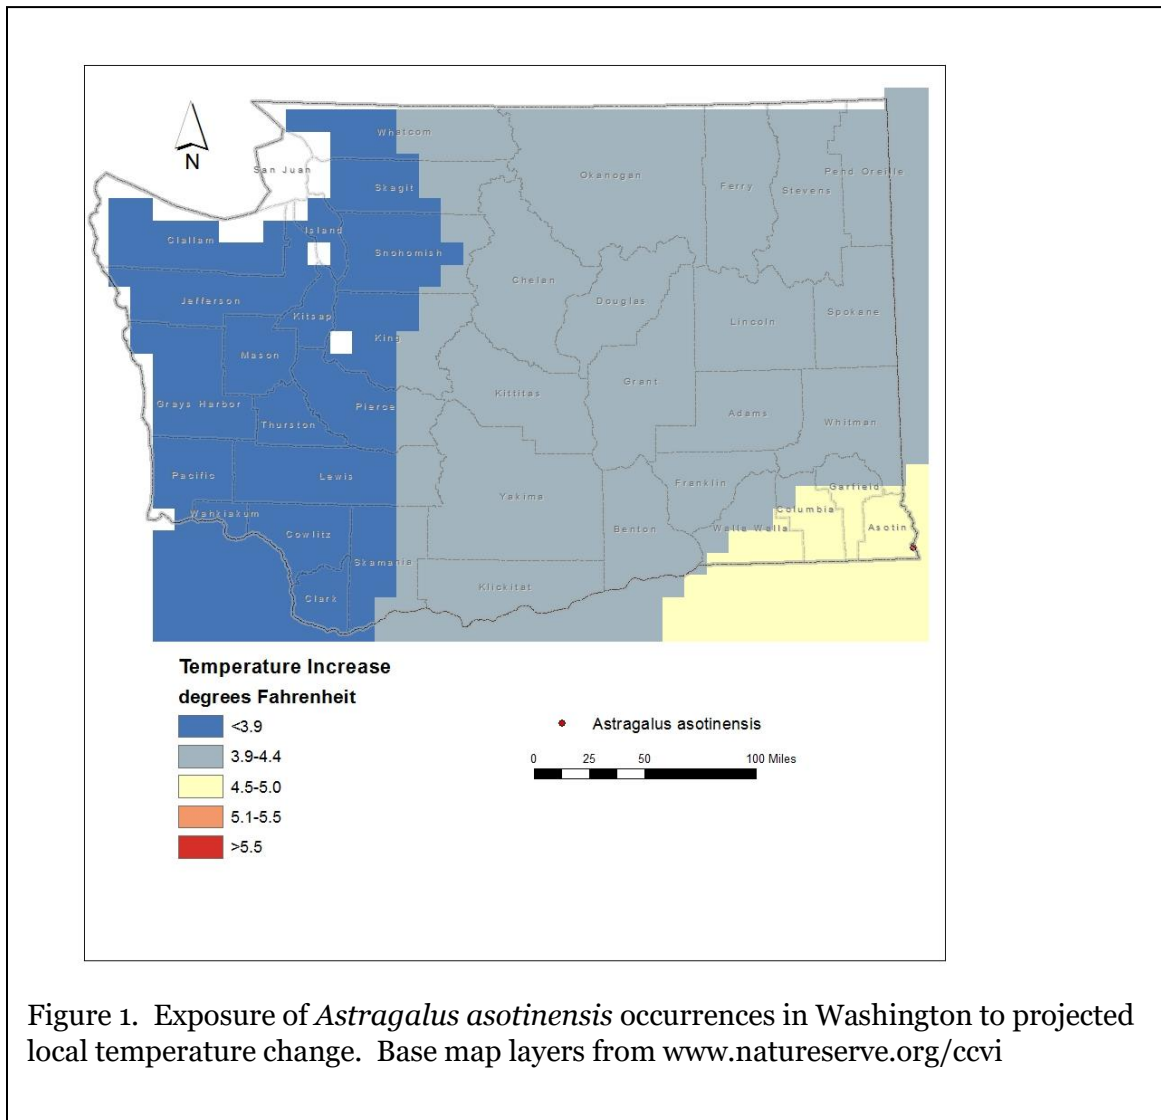 N
Whatcom
San Juan
Okanogan
Ferry
Stevens
Pend Oreille
Skagit
Island
Clallam
Snohomish
Chelan
Jefferson
Douglas
Kitsap
Lincoln
Spokane
King
Mason
Grant
Kittitas
Grays Harbor
Pierce
Adams
Whitman
Thurston
Pacific
Lewis
Yakima
Franklin
Garfield
Wahkiakum
Columbia
Cowlitz
Benton
Walla Walla
Asotin
Skamania
Klickitat
Clark
Temperature Increase
degrees Fahrenheit
<3.9
3.9-4.4
4.5-5.0
5.1-5.5
>5.5
Astragalus asotinensis
0 25 50 100 Miles
Figure 1. Exposure of Astragalus asotinensis occurrences in Washington to projected
local temperature change. Base map layers from www.natureserve.org/ccvi